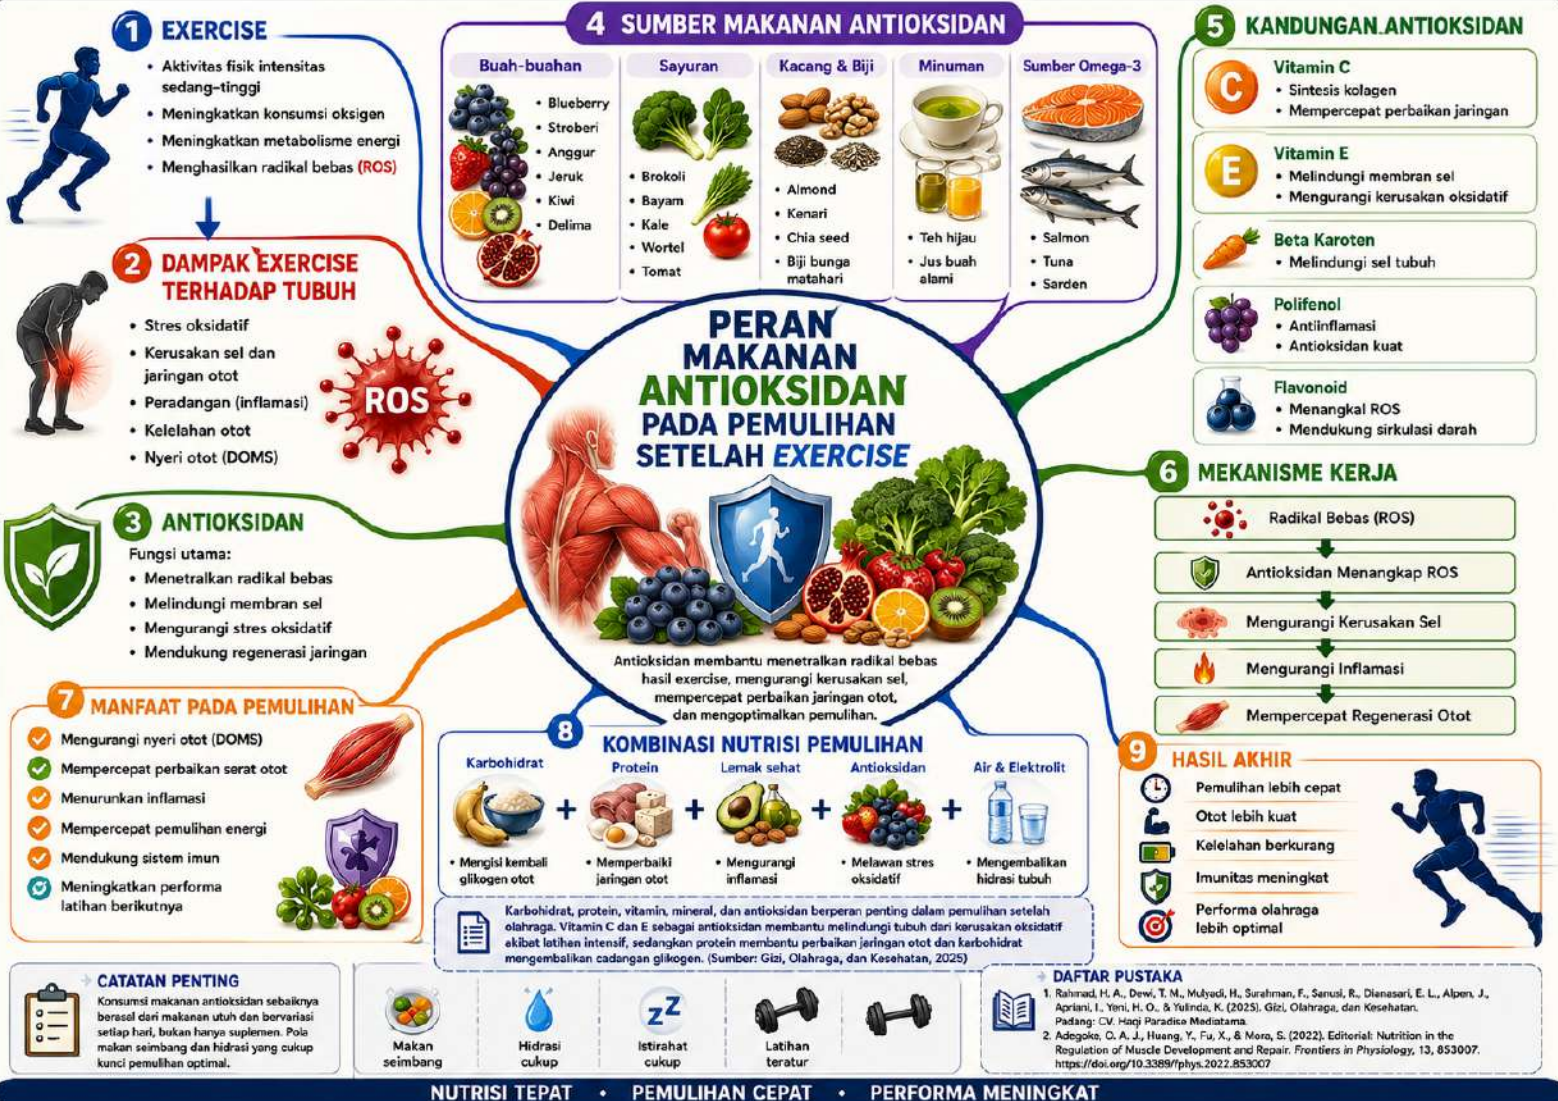 1 EXERCISE
• Aktivitas fisik intensitas
sedang-tinggi
• Meningkatkan konsumsi oksigen
• Meningkatkan metabolisme energi
• Menghasilkan radikal bebas (ROS)
2 DAMPAK EXERCISE
TERHADAP TUBUH
• Stres oksidatif
• Kerusakan sel dan
jaringan otot
• Peradangan (inflamasi)
• Kelelahan otot
• Nyeri otot (DOMS)
ROS
3 ANTIOKSIDAN
Fungsi utama:
• Menetralkan radikal bebas
• Melindungi membran sel
• Mengurangi stres oksidatif
• Mendukung regenerasi jaringan
4 SUMBER MAKANAN ANTIOKSIDAN
Buah-buahan
• Blueberry
• Stroberi
• Anggur
• Jeruk
• Kiwi
• Delima
Sayuran
• Brokoli
• Bayam
• Kale
• Wortel
• Tomat
Kacang & Biji
• Almond
• Kenari
• Chia seed
• Biji bunga
matahari
Minuman
• Teh hijau
• Jus buah
alami
Sumber Omega-3
• Salmon
• Tuna
• Sarden
PERAN
MAKANAN
ANTIOKSIDAN
PADA PEMULIHAN
SETELAH EXERCISE
Antioksidan membantu menetralkan radikal bebas
hasil exercise, mengurangi kerusakan sel,
mempercepat perbaikan jaringan otot,
dan mengoptimalkan pemulihan.
5 KANDUNGAN ANTIOKSIDAN
C
Vitamin C
• Sintesis kolagen
• Mempercepat perbaikan jaringan
E
Vitamin E
• Melindungi membran sel
• Mengurangi kerusakan oksidatif
Beta Karoten
• Melindungi sel tubuh
Polifenol
• Antiinflamasi
• Antioksidan kuat
Flavonoid
• Menangkal ROS
• Mendukung sirkulasi darah
6 MEKANISME KERJA
Radikal Bebas (ROS)
Antioksidan Menangkap ROS
Mengurangi Kerusakan Sel
Mengurangi Inflamasi
Mempercepat Regenerasi Otot
7 MANFAAT PADA PEMULIHAN
Mengurangi nyeri otot (DOMS)
Mempercepat perbaikan serat otot
Menurunkan inflamasi
Mempercepat pemulihan energi
Mendukung sistem imun
Meningkatkan performa
latihan berikutnya
8 KOMBINASI NUTRISI PEMULIHAN
Karbohidrat
• Mengisi kembali
glikogen otot
+
Protein
• Memperbaiki
jaringan otot
+
Lemak sehat
• Mengurangi
inflamasi
+
Antioksidan
• Melawan stres
oksidatif
+
Air & Elektrolit
• Mengembalikan
hidrasi tubuh
Karbohidrat, protein, vitamin, mineral, dan antioksidan berperan penting dalam pemulihan setelah
olahraga. Vitamin C dan E sebagai antioksidan membantu melindungi tubuh dari kerusakan oksidatif
akibat latihan intensif, sedangkan protein membantu perbaikan jaringan otot dan karbohidrat
mengembalikan cadangan glikogen. (Sumber: Gizi, Olahraga, dan Kesehatan, 2025)
9 HASIL AKHIR
Pemulihan lebih cepat
Otot lebih kuat
Kelelahan berkurang
Imunitas meningkat
Performa olahraga
lebih optimal
CATATAN PENTING
Konsumsi makanan antioksidan sebaiknya
berasal dari makanan utuh dan bervariasi
setiap hari, bukan hanya suplemen. Pola
makan seimbang dan hidrasi yang cukup
kunci pemulihan optimal.
Makan
seimbang
Hidrasi
cukup
zZ
Istirahat
cukup
Latihan
teratur
DAFTAR PUSTAKA
1. Rahmad, H. A., Dewi, T. M., Mulyadi, H., Surahman, F., Sanusi, R., Dianasari, E. L., Alpen, J.,
Apriani, L., Yeni, H. O., & Yulinda, K. (2025). Gizi, Olahraga, dan Kesehatan.
Padang: CV. Haqi Paradise Mediatama.
2. Adegoke, O. A. J., Huang, Y., Fu, X., & Mora, S. (2022). Editorial: Nutrition in the
Regulation of Muscle Development and Repair. Frontiers in Physiology, 13, 853007.
https://doi.org/10.3389/fphys.2022.853007
NUTRISI TEPAT • PEMULIHAN CEPAT • PERFORMA MENINGKAT